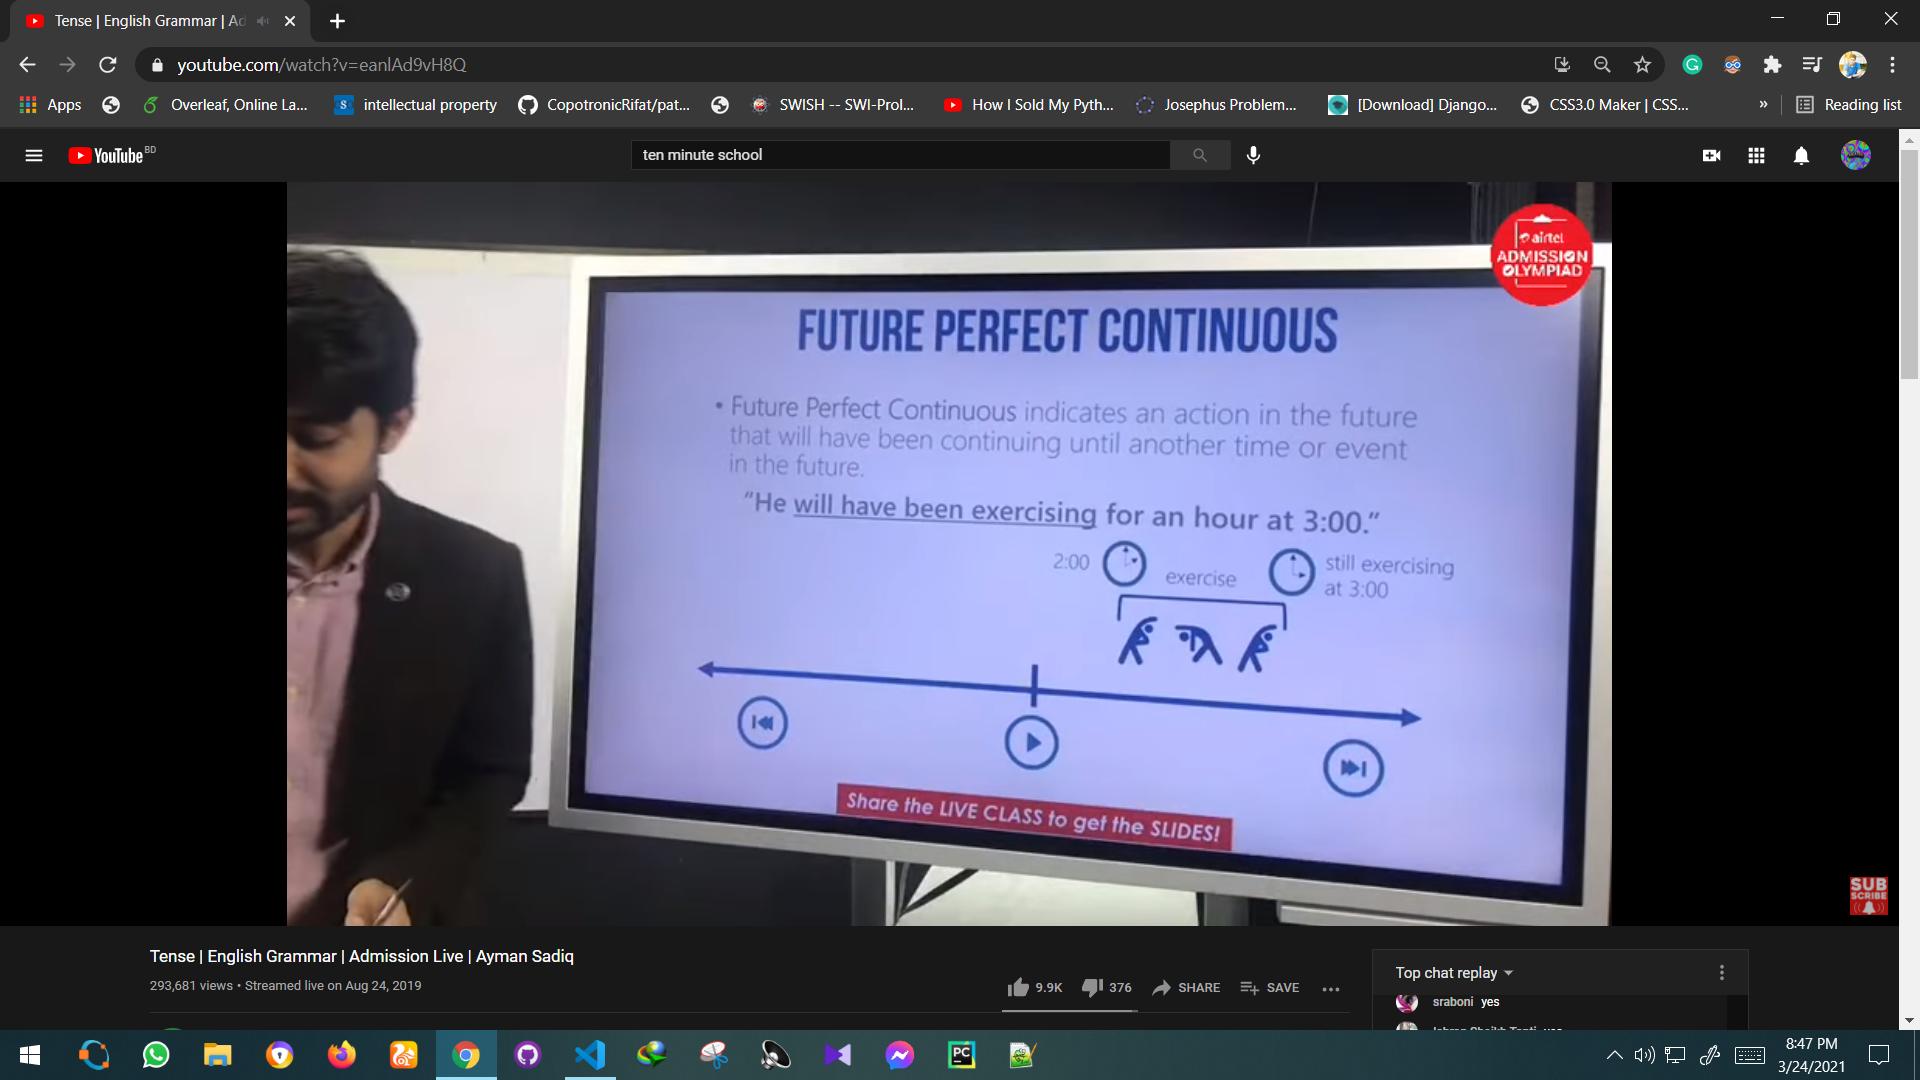 Tense | English Grammar | Ad
youtube.com/watch?v=eanlAd9vH8Q
Apps
Overleaf, Online La...
intellectual property
CopotronicRifat/pat...
SWISH -- SWI-Prol...
How I Sold My Pyth...
Josephus Problem...
[Download] Django...
CSS3.0 Maker | CSS...
»
Reading list
YouTube BD
ten minute school
airtel
ADMISSION
OLYMPIAD
FUTURE PERFECT CONTINUOUS
• Future Perfect Continuous indicates an action in the future
that will have been continuing until another time or event
in the future.
"He will have been exercising for an hour at 3:00."
2:00
exercise
still exercising
at 3:00
Share the LIVE CLASS to get the SLIDES!
SUB
SCRIBE
Tense | English Grammar | Admission Live | Ayman Sadiq
293,681 views • Streamed live on Aug 24, 2019
9.9K
376
SHARE
SAVE
Top chat replay
sraboni yes
PC
8:47 PM
3/24/2021